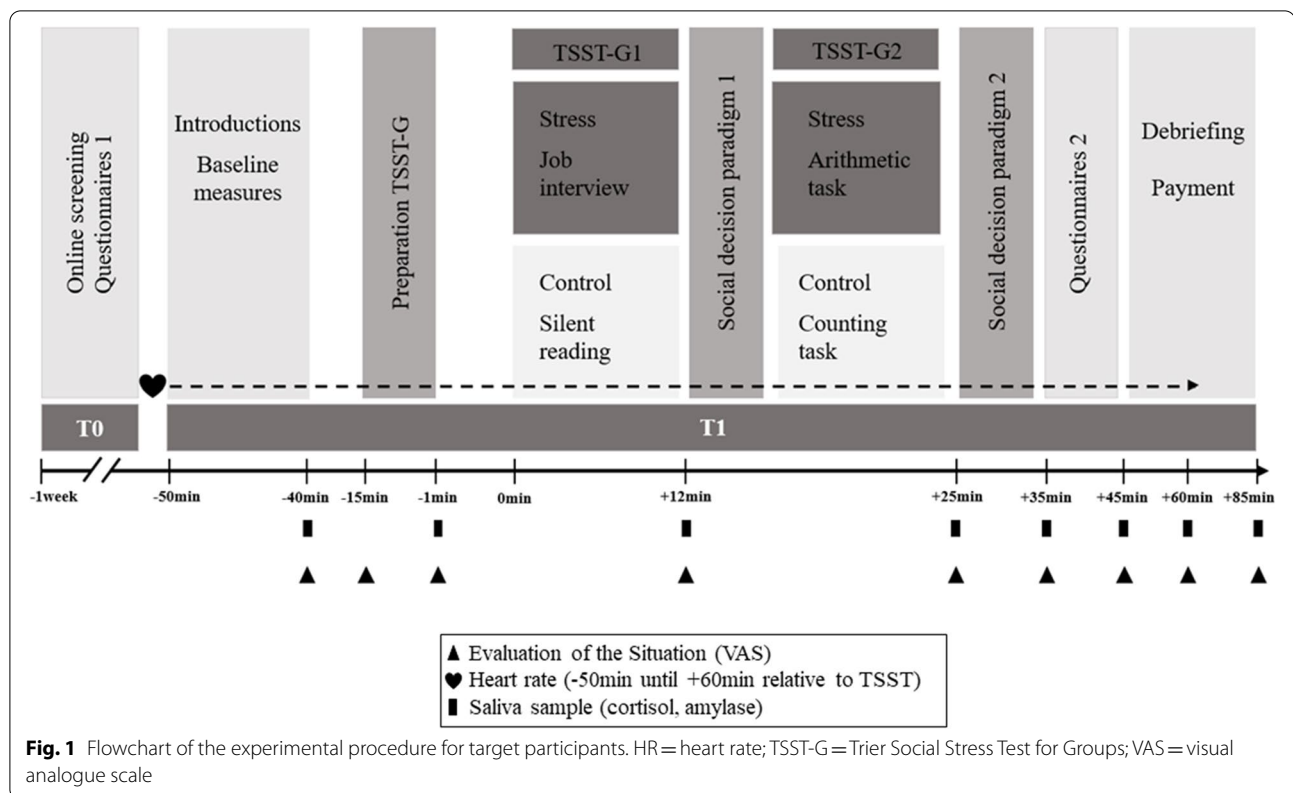 Online screening
Questionnaires 1
Introductions
Baseline
measures
Preparation TSST-G
TSST-G1
Stress
Job
interview
Control
Silent
reading
Social decision paradigm 1
TSST-G2
Stress
Arithmetic
task
Control
Counting
task
Social decision paradigm 2
Questionnaires 2
Debriefing
Payment
T0
T1
-1week
-50min
-40min
-15min
-1min
0min
+12min
+25min
+35min
+45min
+60min
+85min
Evaluation of the Situation (VAS)
Heart rate (-50min until +60min relative to TSST)
Saliva sample (cortisol, amylase)
Fig. 1 Flowchart of the experimental procedure for target participants. HR = heart rate; TSST-G = Trier Social Stress Test for Groups; VAS = visual
analogue scale